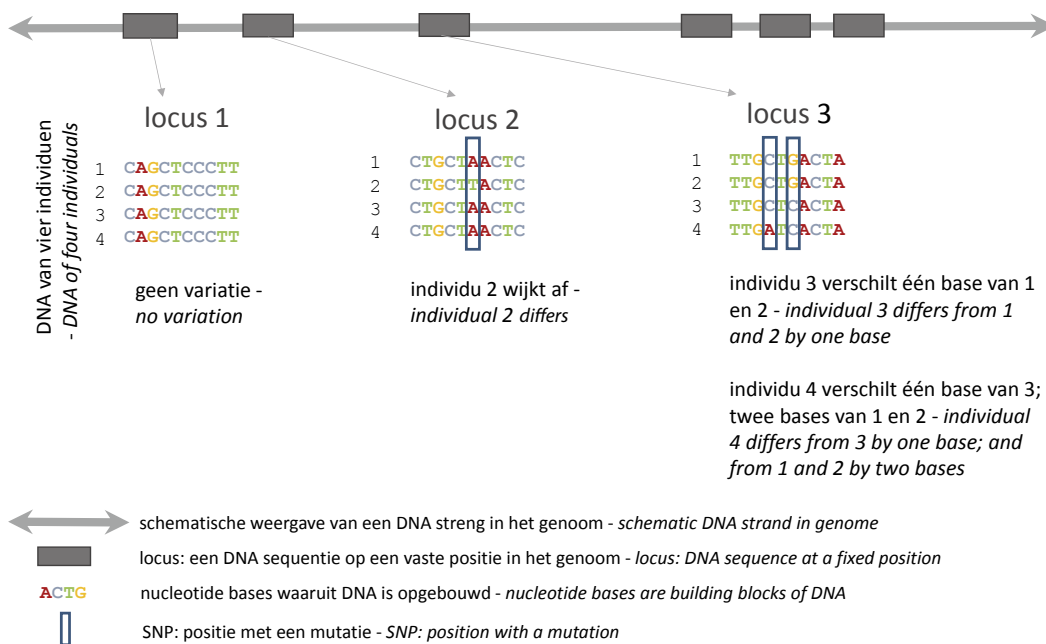 DNA van vier individuen
- DNA of four individuals
locus 1
1 CAGCTCCCTT
2 CAGCTCCCTT
3 CAGCTCCCTT
4 CAGCTCCCTT
geen variatie -
no variation
locus 2
1 CTGCTAACTC
2 CTGCTTACTC
3 CTGCTAACTC
4 CTGCTAACTC
individu 2 wijkt af -
individual 2 differs
locus 3
1 TTGCTGACTA
2 TTGCTGACTA
3 TTGCTCACTA
4 TTGATCACTA
individu 3 verschilt één base van 1
en 2 - individual 3 differs from 1
and 2 by one base
individu 4 verschilt één base van 3;
twee bases van 1 en 2 - individual
4 differs from 3 by one base; and
from 1 and 2 by two bases
schematische weergave van een DNA streng in het genoom - schematic DNA strand in genome
locus: een DNA sequentie op een vaste positie in het genoom - locus: DNA sequence at a fixed position
ACTG nucleotide bases waaruit DNA is opgebouwd - nucleotide bases are building blocks of DNA
SNP: positie met een mutatie - SNP: position with a mutation